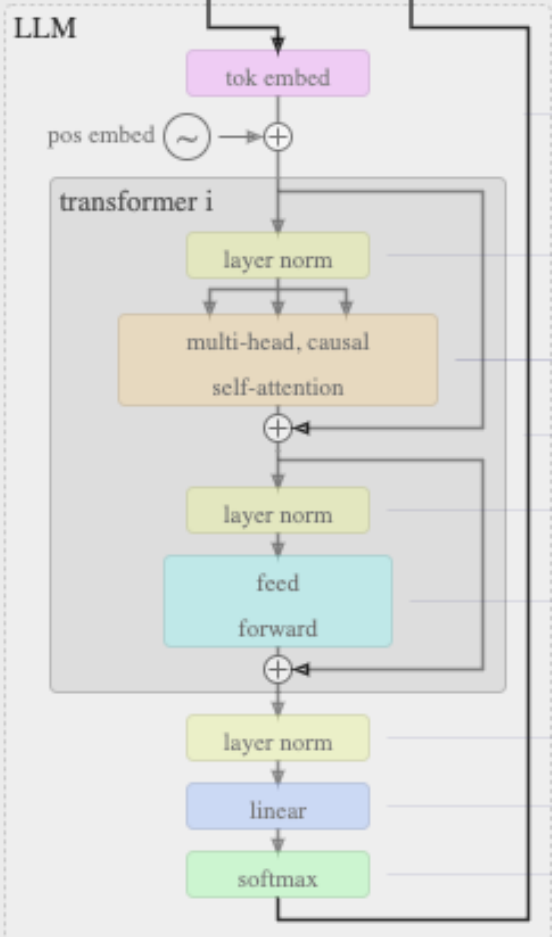 LLM
tok embed
pos embed
~
transformer i
layer norm
multi-head, causal
self-attention
layer norm
feed
forward
layer norm
linear
softmax